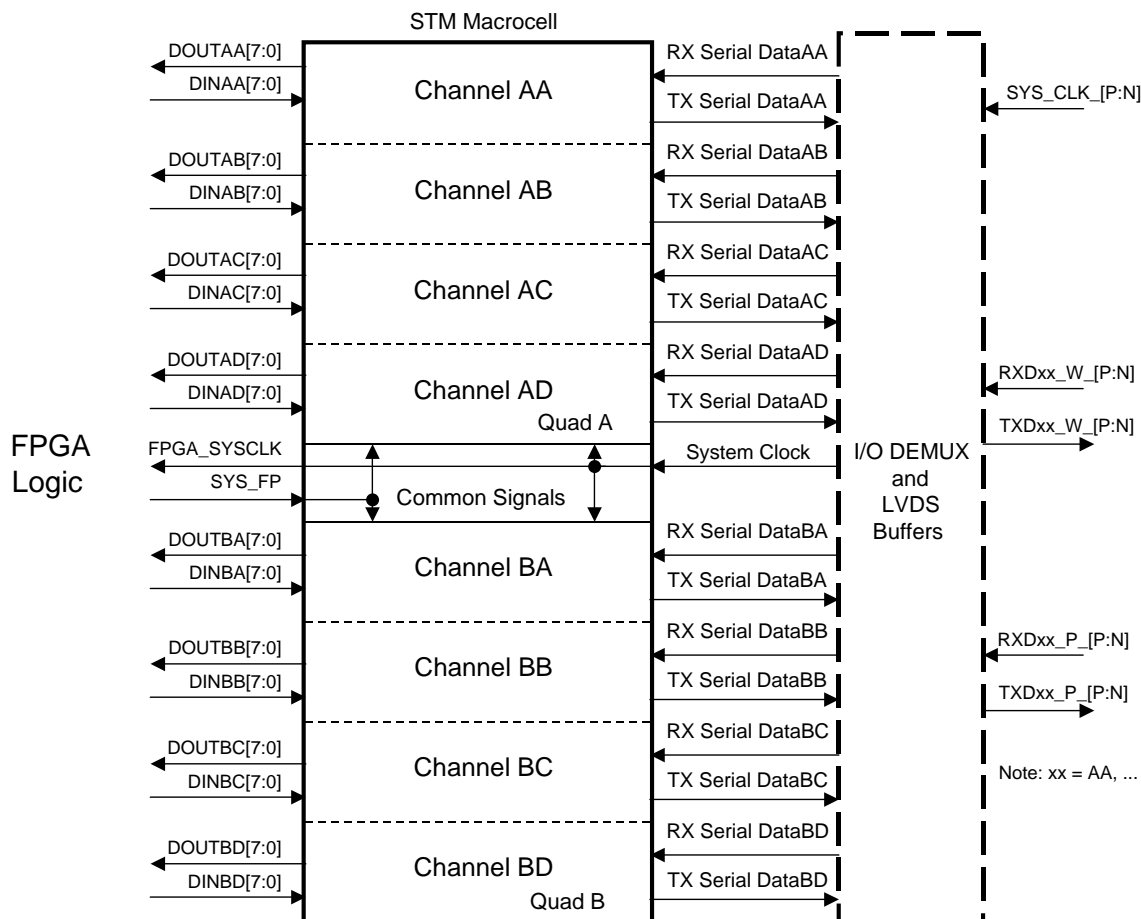 STM Macrocell
DOUTAA[7:0]
DINAA[7:0]
Channel AA
RX Serial DataAA
TX Serial DataAA
SYS_CLK_[P:N]
DOUTAB[7:0]
DINAB[7:0]
Channel AB
RX Serial DataAB
TX Serial DataAB
DOUTAC[7:0]
DINAC[7:0]
Channel AC
RX Serial DataAC
TX Serial DataAC
DOUTAD[7:0]
DINAD[7:0]
Channel AD
Quad A
RX Serial DataAD
TX Serial DataAD
RXDxx_W_[P:N]
TXDxx_W_[P:N]
FPGA
Logic
FPGA_SYSCLK
SYS_FP
Common Signals
System Clock
I/O DEMUX
and
LVDS
Buffers
DOUTBA[7:0]
DINBA[7:0]
Channel BA
RX Serial DataBA
TX Serial DataBA
DOUTBB[7:0]
DINBB[7:0]
Channel BB
RX Serial DataBB
TX Serial DataBB
RXDxx_P_[P:N]
TXDxx_P_[P:N]
DOUTBC[7:0]
DINBC[7:0]
Channel BC
RX Serial DataBC
TX Serial DataBC
Note: xx = AA, ...
DOUTBD[7:0]
DINBD[7:0]
Channel BD
Quad B
RX Serial DataBD
TX Serial DataBD